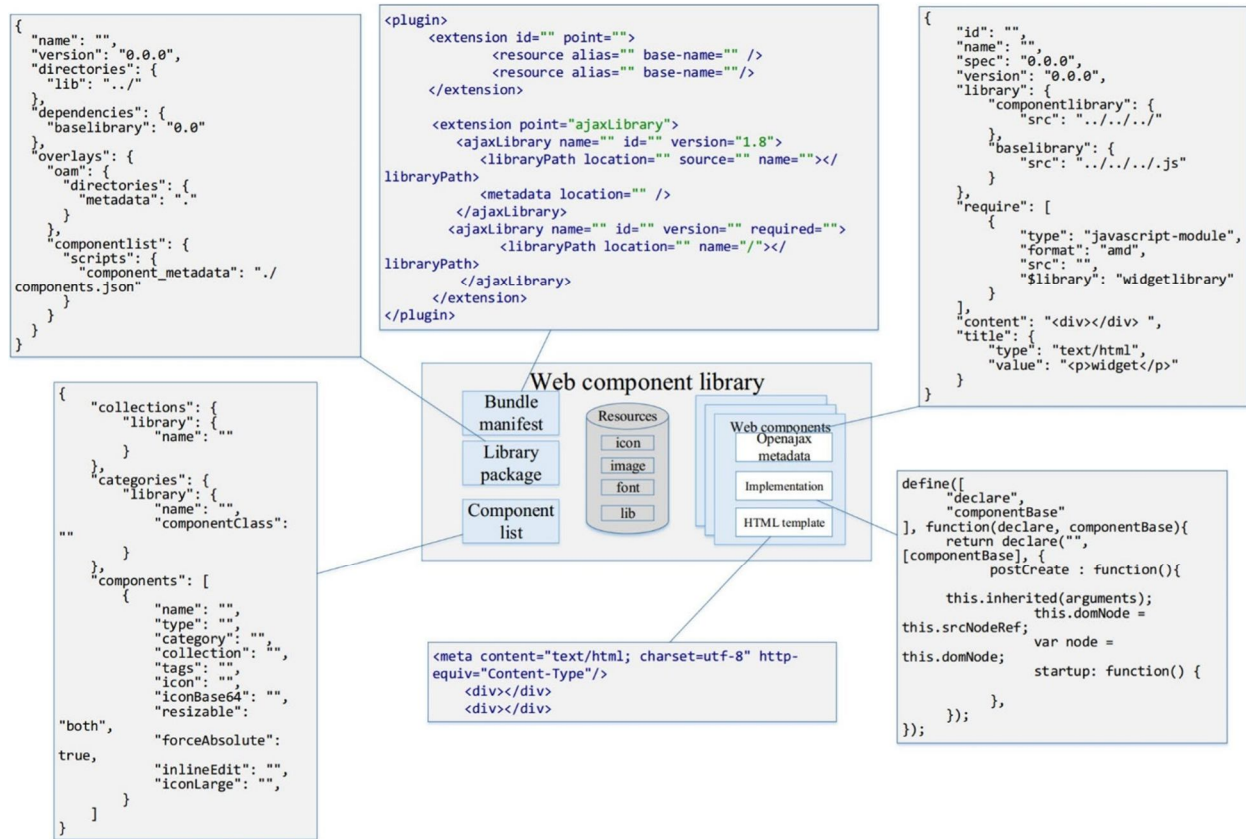 {
"name": "",
"version": "0.0.0",
"directories": {
"lib": "../"
},
"dependencies": {
"baselibrary": "0.0"
},
"overlays": {
"oam": {
"directories": {
"metadata": "."
}
},
"componentlist": {
"scripts": {
"component_metadata": "./
components.json"
}
}
}
}
<plugin>
<extension id="" point="">
<resource alias="" base-name="" />
<resource alias="" base-name=""/>
</extension>
<extension point="ajaxLibrary">
<ajaxLibrary name="" id="" version="1.8">
<libraryPath location="" source="" name=""></
libraryPath>
<metadata location="" />
</ajaxLibrary>
<ajaxLibrary name="" id="" version="" required="">
<libraryPath location="" name="/"></
libraryPath>
</ajaxLibrary>
</extension>
</plugin>
{
"id": "",
"name": "",
"spec": "0.0.0",
"version": "0.0.0",
"library": {
"componentlibrary": {
"src": "../../../"
},
"baselibrary": {
"src": "../../../.js"
}
},
"require": [
{
"type": "javascript-module",
"format": "amd",
"src": "",
"$library": "widgetlibrary"
}
],
"content": "<div></div> ",
"title": {
"type": "text/html",
"value": "<p>widget</p>"
}
}
Web component library
Bundle
manifest
Library
package
Component
list
Resources
icon
image
font
lib
Web components
Openajax
metadata
Implementation
HTML template
{
"collections": {
"library": {
"name": ""
}
},
"categories": {
"library": {
"name": "",
"componentClass":
""
}
},
"components": [
{
"name": "",
"type": "",
"category": "",
"collection": "",
"tags": "",
"icon": "",
"iconBase64": "",
"resizable":
"both",
"forceAbsolute":
true,
"inlineEdit": "",
"iconLarge": "",
}
]
}
<meta content="text/html; charset=utf-8" http-
equiv="Content-Type"/>
<div></div>
<div></div>
define([
"declare",
"componentBase"
], function(declare, componentBase){
return declare("",
[componentBase], {
postCreate : function(){
this.inherited(arguments);
this.domNode =
this.srcNodeRef;
var node =
this.domNode;
startup: function() {
},
});
});